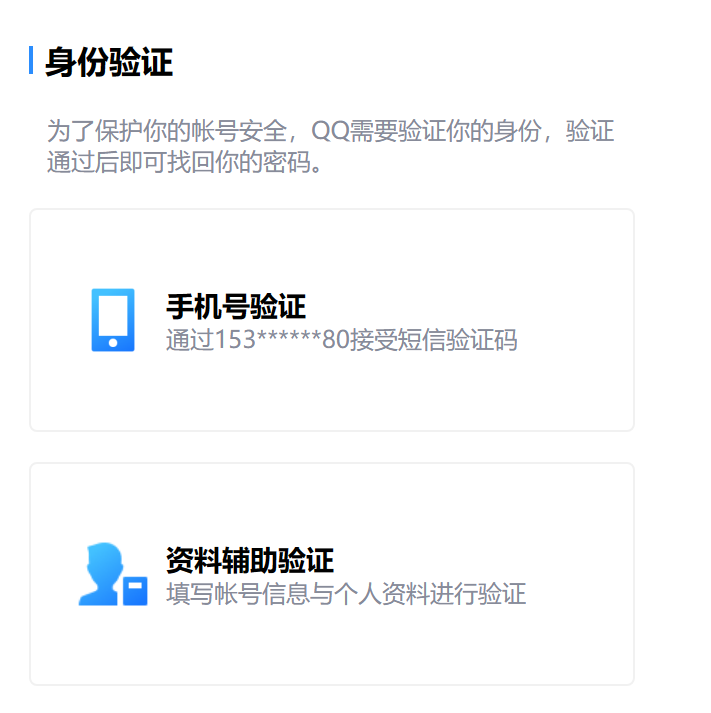 身份验证
为了保护你的帐号安全，QQ需要验证你的身份，验证
通过后即可找回你的密码。
手机号验证
通过153******80接受短信验证码
资料辅助验证
填写帐号信息与个人资料进行验证